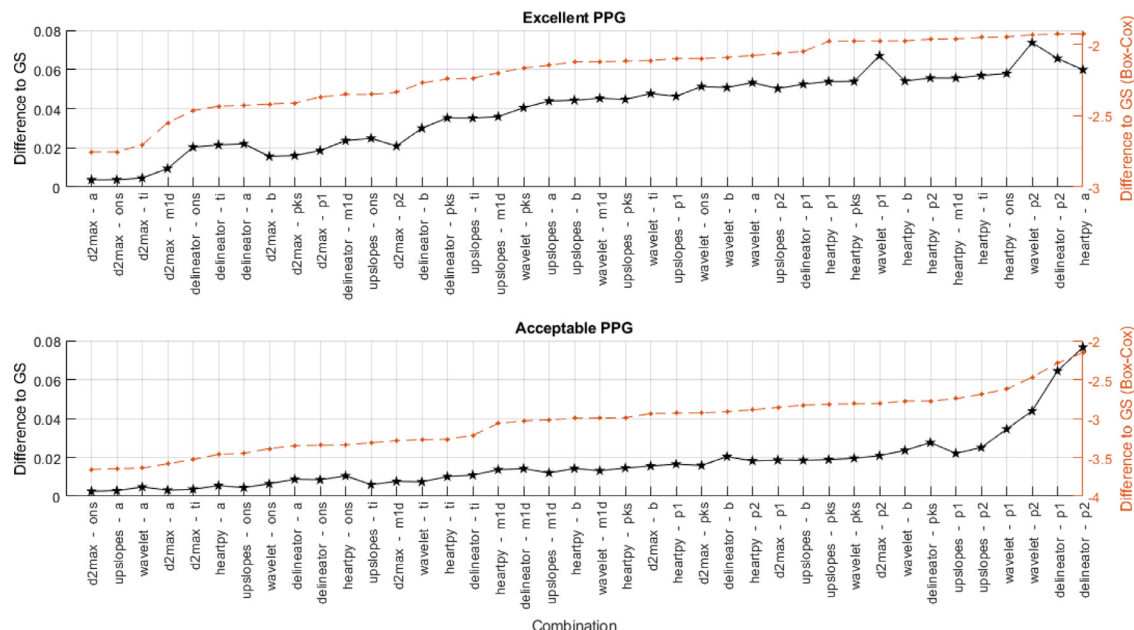 Excellent PPG
Difference to GS
0.08
0.06
0.04
0.02
0
-2
-2.5
-3
Difference to GS (Box-Cox)
d2max - a
d2max - ons
d2max - ti
d2max - m1d
delineator - ons
delineator - ti
delineator - a
d2max - b
d2max - pks
d2max - p1
delineator - m1d
upslopes - ons
d2max - p2
delineator - b
delineator - pks
upslopes - ti
upslopes - m1d
wavelet - pks
upslopes - a
upslopes - b
wavelet - m1d
upslopes - pks
wavelet - ti
upslopes - p1
wavelet - ons
wavelet - b
wavelet - a
upslopes - p2
delineator - p1
heartpy - p1
heartpy - pks
wavelet - p1
heartpy - b
heartpy - p2
heartpy - m1d
heartpy - ti
heartpy - ons
wavelet - p2
delineator - p2
heartpy - a
Acceptable PPG
Difference to GS
0.08
0.06
0.04
0.02
0
-2
-2.5
-3
-3.5
-4
Difference to GS (Box-Cox)
d2max - ons
upslopes - a
wavelet - a
d2max - a
d2max - ti
heartpy - a
upslopes - ons
wavelet - ons
delineator - a
delineator - ons
heartpy - ons
upslopes - ti
d2max - m1d
wavelet - ti
heartpy - ti
delineator - ti
heartpy - m1d
delineator - m1d
upslopes - m1d
heartpy - b
wavelet - m1d
heartpy - pks
d2max - b
heartpy - p1
d2max - pks
delineator - b
heartpy - p2
d2max - p1
upslopes - b
upslopes - pks
wavelet - pks
d2max - p2
wavelet - b
delineator - pks
upslopes - p1
upslopes - p2
wavelet - p1
wavelet - p2
delineator - p1
delineator - p2
Combination